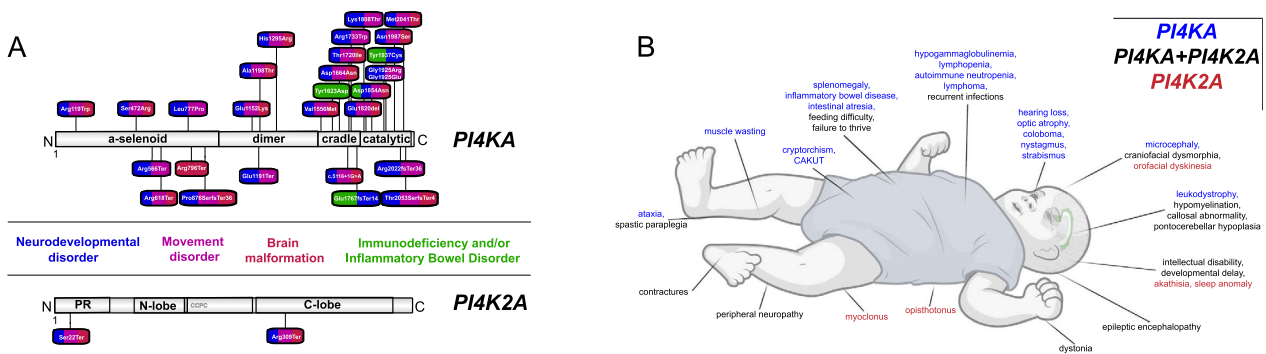 A
Lys1808Thr
Met2041Thr
His1295Arg
Arg1733Trp
Asn1987Ser
Thr1720Ile
Tyr1937Cys
Ala1198Thr
Asp1664Asn
Gly1925Arg
Gly1925Glu
Tyr1623Asp
Asp1854Asn
Arg119Trp
Ser472Arg
Leu777Pro
Glu1152Lys
Val1556Met
Glu1820del
N
a-selenoid
dimer
cradle
catalytic
C
PI4KA
1
Arg566Ter
Arg796Ter
Glu1191Ter
c.5116+1G>A
Arg2022fsTer36
Arg618Ter
Pro876SerfsTer36
Glu1767fsTer14
Thr2053SerfsTer4
Neurodevelopmental
disorder
Movement
disorder
Brain
malformation
Immunodeficiency and/or
Inflammatory Bowel Disorder
N
PR
N-lobe
CCPC
C-lobe
C
PI4K2A
1
Ser22Ter
Arg309Ter
B
PI4KA
PI4KA+PI4K2A
PI4K2A
hypogammaglobulinemia,
lymphopenia,
autoimmune neutropenia,
lymphoma,
recurrent infections
splenomegaly,
inflammatory bowel disease,
intestinal atresia,
feeding difficulty,
failure to thrive
hearing loss,
optic atrophy,
coloboma,
nystagmus,
strabismus
muscle wasting
cryptorchism,
CAKUT
microcephaly,
craniofacial dysmorphia,
orofacial dyskinesia
leukodystrophy,
hypomyelination,
callosal abnormality,
pontocerebellar hypoplasia
ataxia,
spastic paraplegia
intellectual disability,
developmental delay,
akathisia, sleep anomaly
contractures
peripheral neuropathy
myoclonus
opisthotonus
epileptic encephalopathy
dystonia